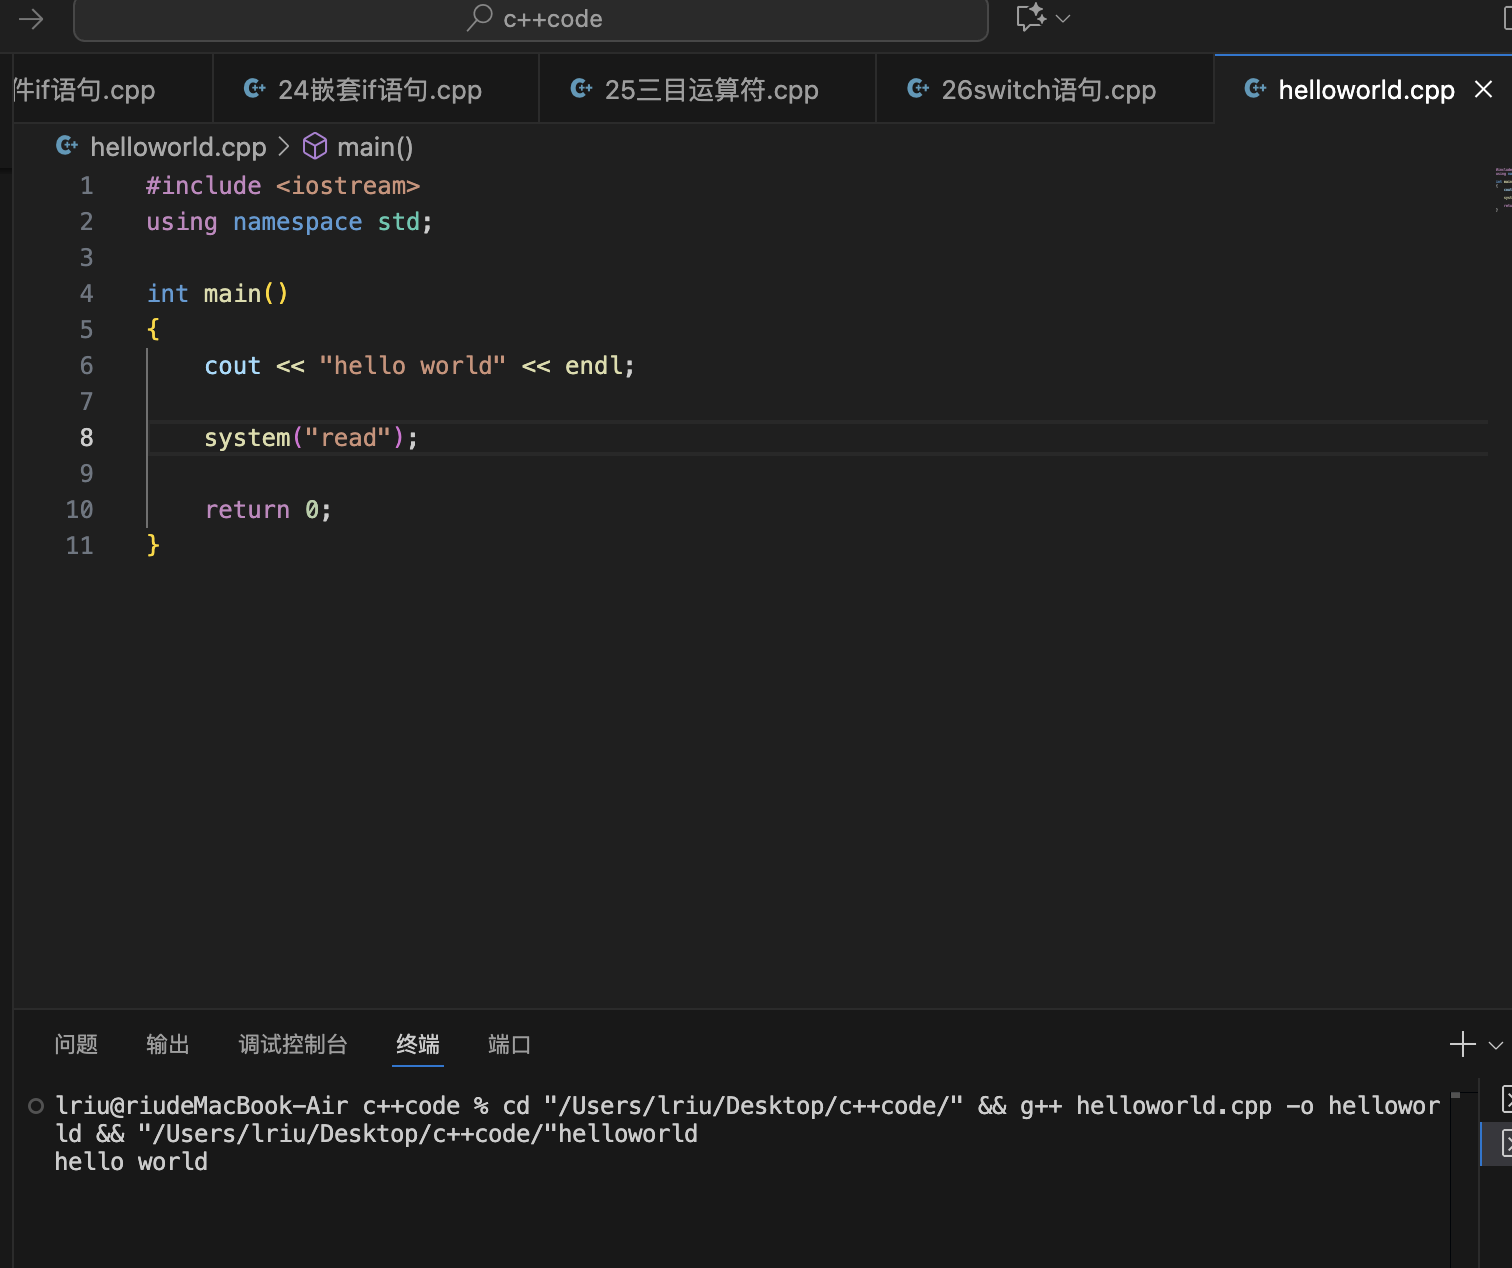 c++code
件if语句.cpp
24嵌套if语句.cpp
25三目运算符.cpp
26switch语句.cpp
helloworld.cpp
helloworld.cpp > main()
1 #include <iostream>
2 using namespace std;
3
4 int main()
5 {
6     cout << "hello world" << endl;
7
8     system("read");
9
10     return 0;
11 }
问题 输出 调试控制台 终端 端口
lriu@riudeMacBook-Air c++code % cd "/Users/lriu/Desktop/c++code/" && g++ helloworld.cpp -o hellowor
ld && "/Users/lriu/Desktop/c++code/"helloworld
hello world